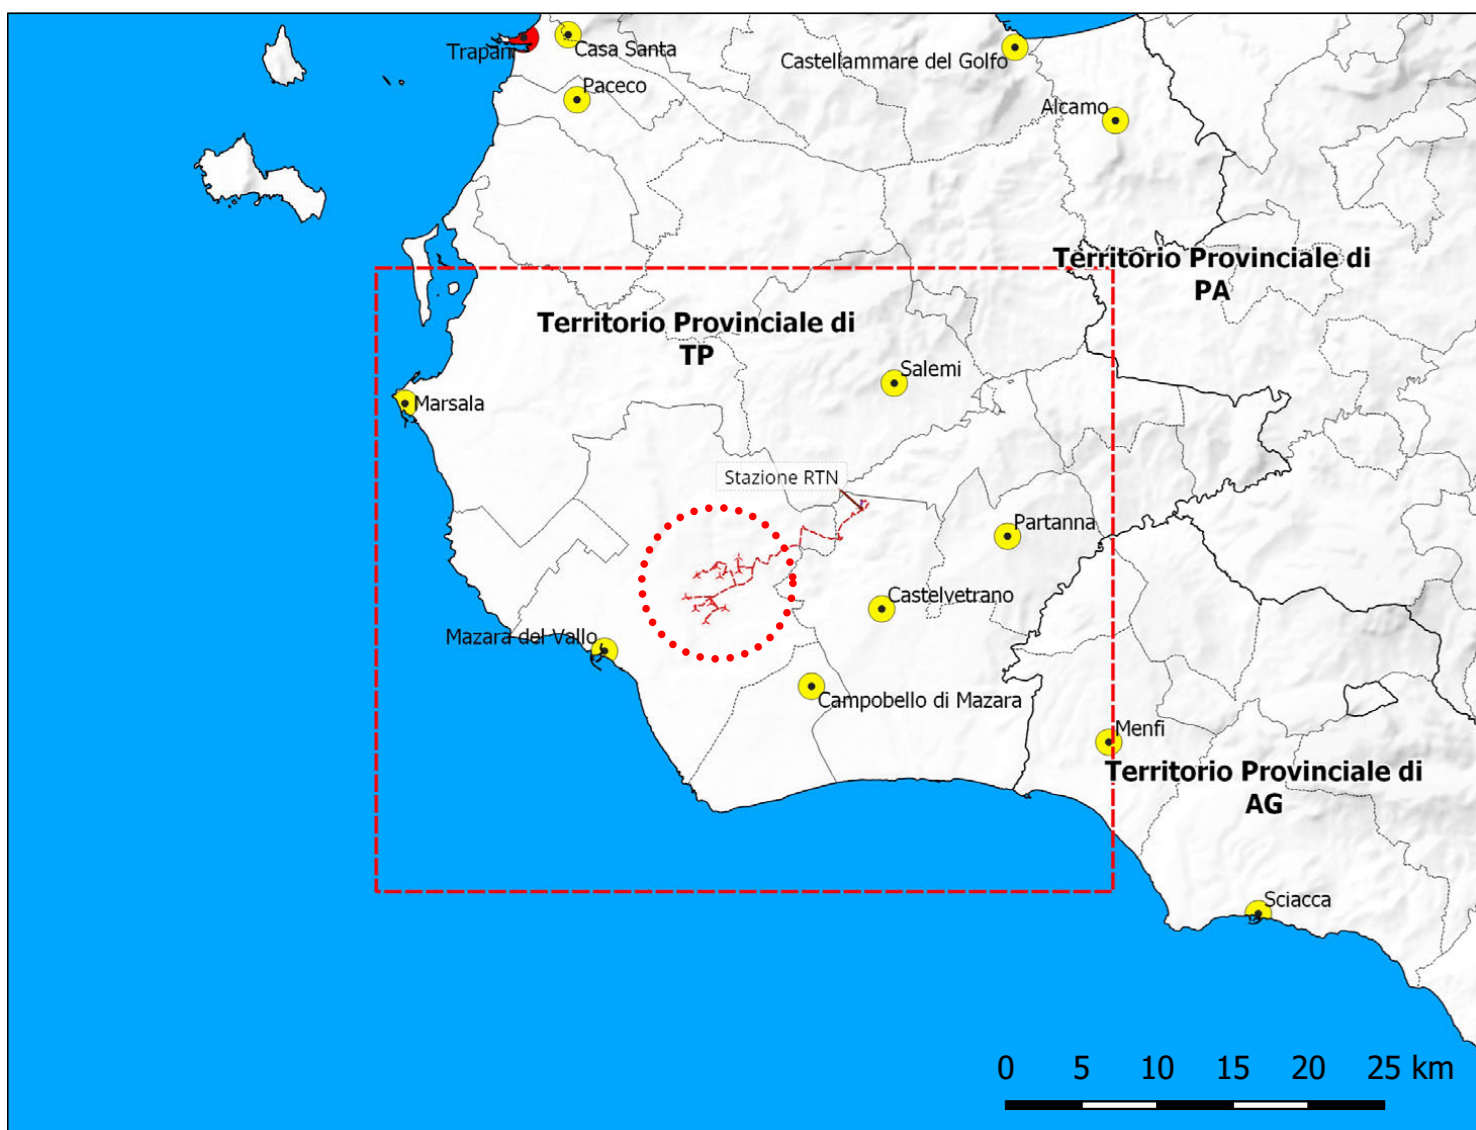 Trapani
Casa Santa
Castellammare del Golfo
Paceco
Alcamo
Territorio Provinciale di
PA
Territorio Provinciale di
TP
Salemi
Marsala
Stazione RTN
Partanna
Castelvetrano
Mazara del Vallo
Campobello di Mazara
Menfi
Territorio Provinciale di
AG
Sciacca
0 5 10 15 20 25 km